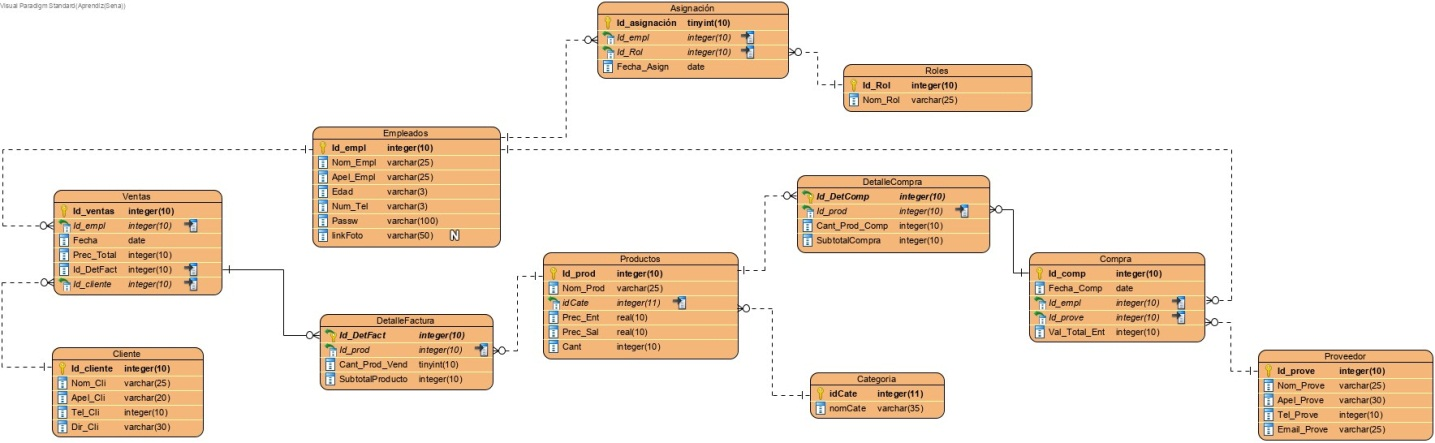 Visual Paradigm Standard(Aprendiz(Sena))
Asignación
Id_asignación tinyint(10)
Id_empl integer(10)
Id_Rol integer(10)
Fecha_Asign date
Roles
Id_Rol integer(10)
Nom_Rol varchar(25)
Empleados
Id_empl integer(10)
Nom_Empl varchar(25)
Apel_Empl varchar(25)
Edad varchar(3)
Num_Tel varchar(3)
Passw varchar(100)
linkFoto varchar(50) N
Ventas
Id_ventas integer(10)
Id_empl integer(10)
Fecha date
Prec_Total integer(10)
Id_DetFact integer(10)
Id_cliente integer(10)
DetalleCompra
Id_DetComp integer(10)
Id_prod integer(10)
Cant_Prod_Comp integer(10)
SubtotalCompra integer(10)
Productos
Id_prod integer(10)
Nom_Prod varchar(25)
idCate integer(11)
Prec_Ent real(10)
Prec_Sal real(10)
Cant integer(10)
Compra
Id_comp integer(10)
Fecha_Comp date
Id_empl integer(10)
Id_prove integer(10)
Val_Total_Ent integer(10)
DetalleFactura
Id_DetFact integer(10)
Id_prod integer(10)
Cant_Prod_Vend tinyint(10)
SubtotalProducto integer(10)
Cliente
Id_cliente integer(10)
Nom_Cli varchar(25)
Apel_Cli varchar(20)
Tel_Cli integer(10)
Dir_Cli varchar(30)
Categoria
idCate integer(11)
nomCate varchar(35)
Proveedor
Id_prove integer(10)
Nom_Prove varchar(25)
Apel_Prove varchar(30)
Tel_Prove integer(10)
Email_Prove varchar(25)